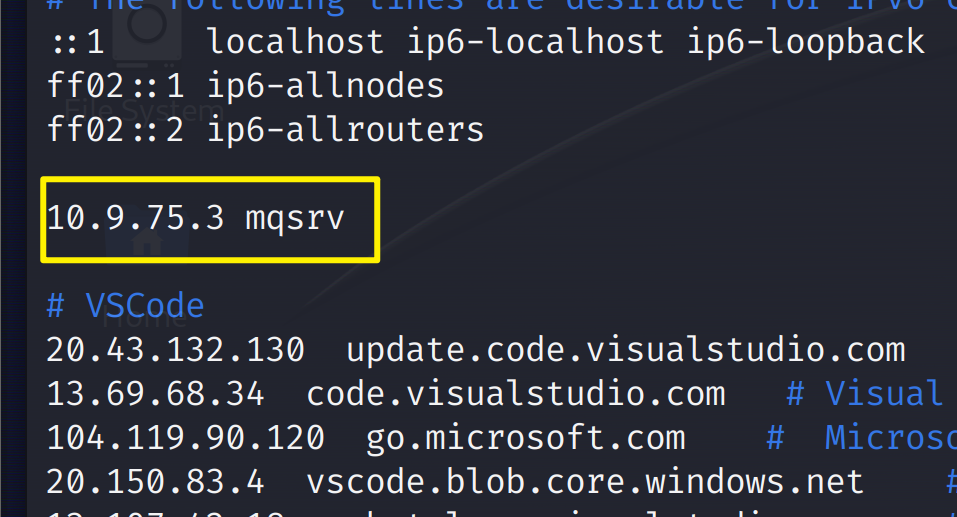 # The following lines are desirable for IPv6
::1     localhost ip6-localhost ip6-loopback
ff02::1 ip6-allnodes
ff02::2 ip6-allrouters
File System
10.9.75.3 mqsrv
# VSCode
Home
20.43.132.130  update.code.visualstudio.com
13.69.68.34  code.visualstudio.com   # Visual
104.119.90.120  go.microsoft.com    #  Microso
20.150.83.4  vscode.blob.core.windows.net    #